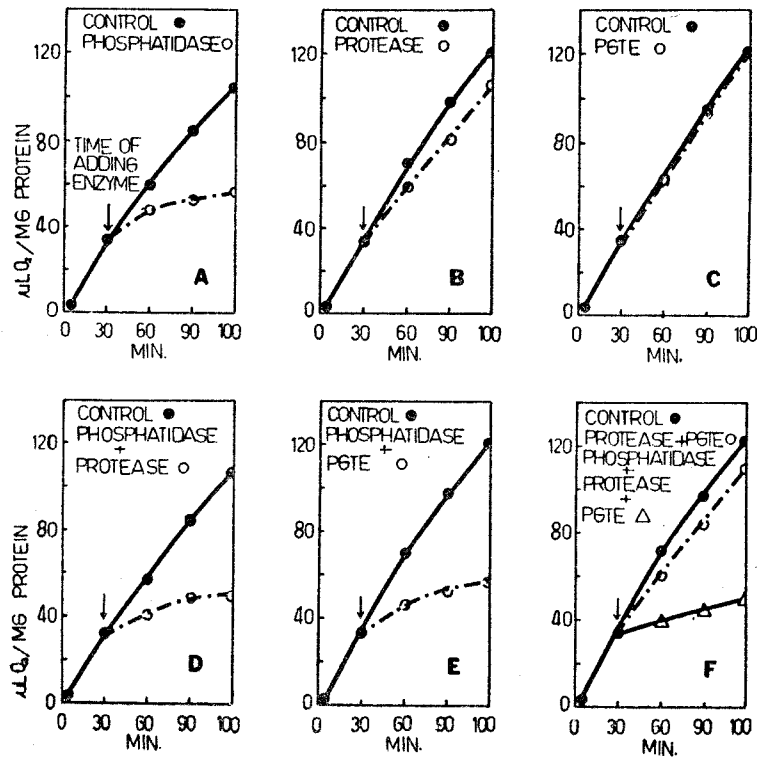 CONTROL ●
PHOSPHATIDASE ○
120
80
40
0
μLO₂/MG PROTEIN
TIME OF
ADDING
ENZYME
A
0 30 60 90 100
MIN.
CONTROL ●
PROTEASE ○
120
80
40
0
B
0 30 60 90 100
MIN.
CONTROL ●
PGTE ○
120
80
40
0
C
0 30 60 90 100
MIN.
CONTROL ●
PHOSPHATIDASE
+
PROTEASE ○
120
80
40
0
μLO₂/MG PROTEIN
D
0 30 60 90 100
MIN.
CONTROL ●
PHOSPHATIDASE
+
PGTE ○
120
80
40
0
E
0 30 60 90 100
MIN.
CONTROL ●
PROTEASE+PGTE ○
PHOSPHATIDASE
+
PROTEASE
+
PGTE △
120
80
40
0
F
0 30 60 90 100
MIN.